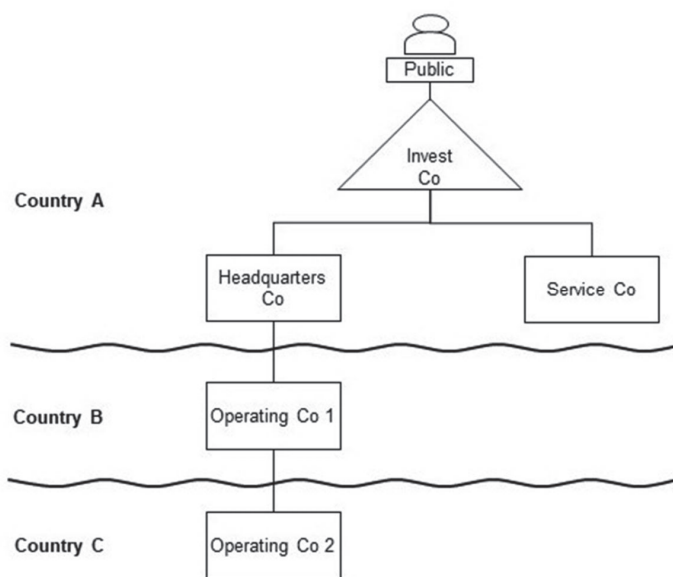 Public
Invest
Co
Country A
Headquarters
Co
Service Co
Country B
Operating Co 1
Country C
Operating Co 2